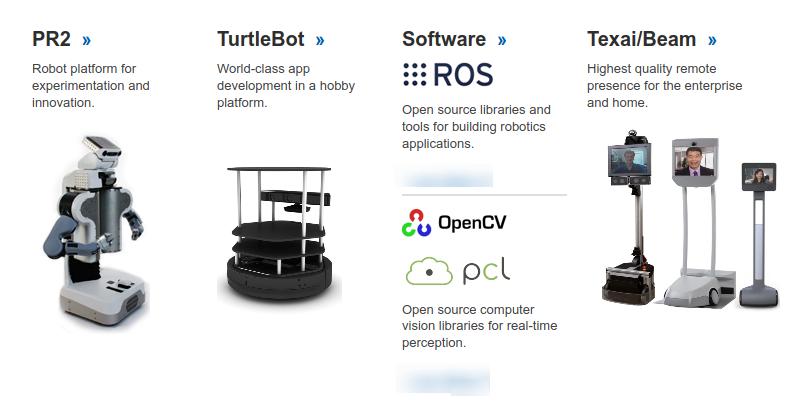 PR2 »
Robot platform for
experimentation and
innovation.
TurtleBot »
World-class app
development in a hobby
platform.
Software »
ROS
Open source libraries and
tools for building robotics
applications.
OpenCV
pcl
Open source computer
vision libraries for real-time
perception.
Texai/Beam »
Highest quality remote
presence for the enterprise
and home.